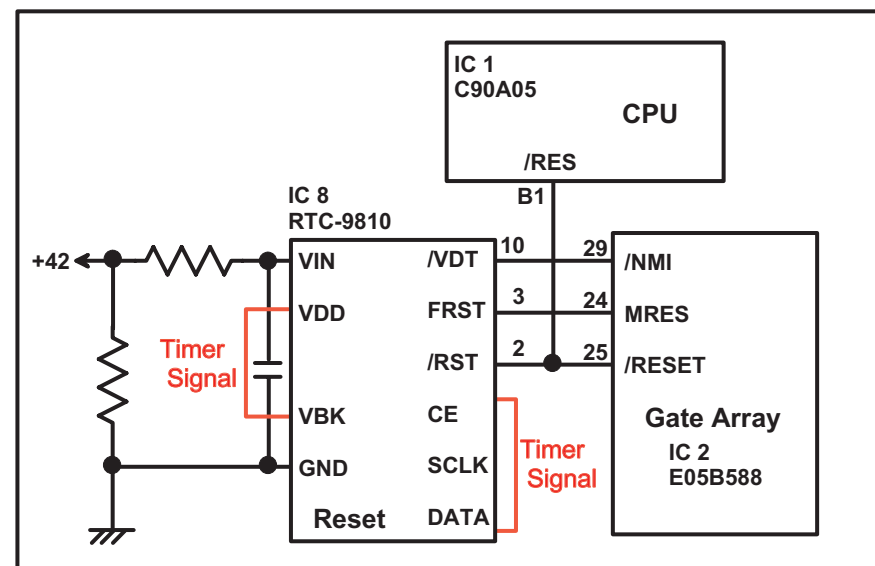 IC 1
C90A05
CPU
/RES
B1
IC 8
RTC-9810
+42
VIN
/VDT
10
29
/NMI
VDD
FRST
3
24
MRES
Timer
Signal
/RST
2
25
/RESET
VBK
CE
Gate Array
GND
SCLK
Timer
Signal
IC 2
E05B588
Reset
DATA